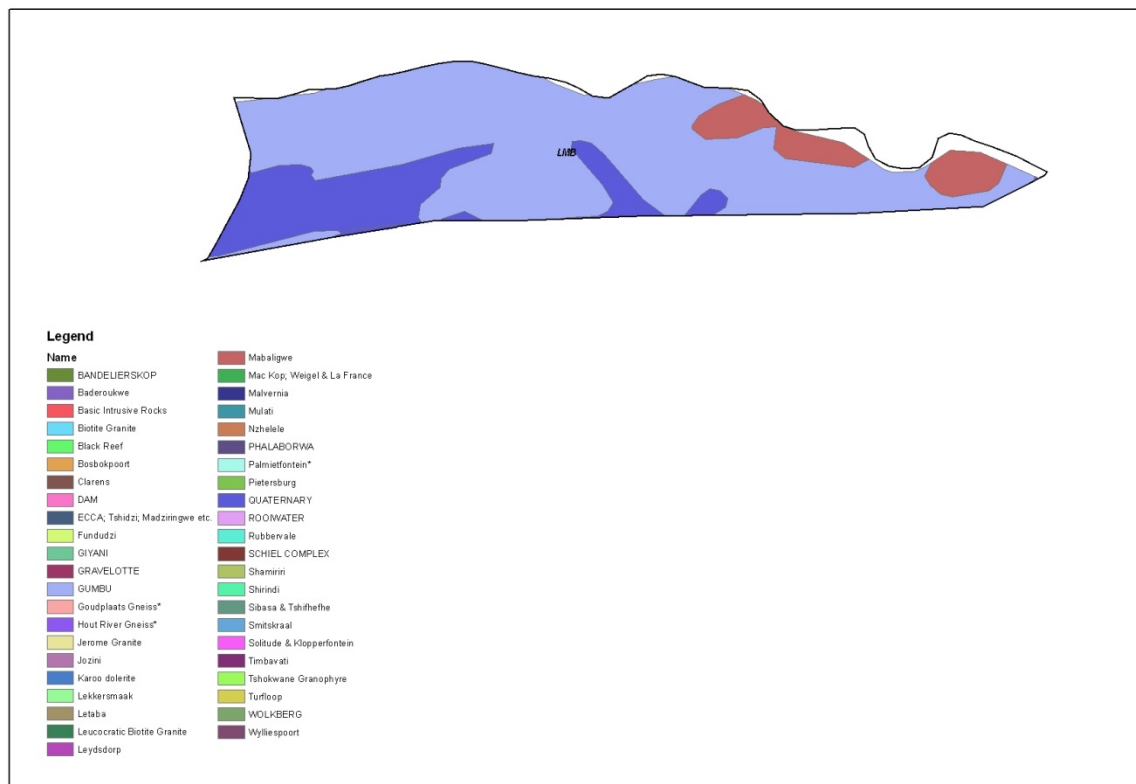 LMB
Legend
Name
BANDELIERSKOP
Baderoukwe
Basic Intrusive Rocks
Biotite Granite
Black Reef
Bosbokpoort
Clarens
DAM
ECCA; Tshidzi; Madziringwe etc.
Fundudzi
GIYANI
GRAVELOTTE
GUMBU
Goudplaats Gneiss*
Hout River Gneiss*
Jerome Granite
Jozini
Karoo dolerite
Lekkersmaak
Letaba
Leucocratic Biotite Granite
Leydsdorp
Mabaligwe
Mac Kop; Weigel & La France
Malvernia
Mulati
Nzhelele
PHALABORWA
Palmietfontein*
Pietersburg
QUATERNARY
ROOIWATER
Rubbervale
SCHIEL COMPLEX
Shamiriri
Shirindi
Sibasa & Tshifhefhe
Smitskraal
Solitude & Klopperfontein
Timbavati
Tshokwane Granophyre
Turfloop
WOLKBERG
Wylliespoort